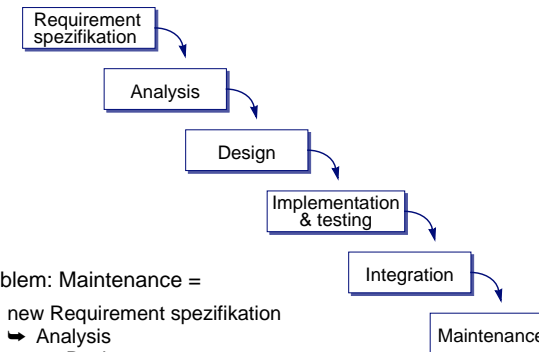 Requirement
spezifikation
Analysis
Design
Implementation
& testing
Integration
Maintenance
blem: Maintenance =
new Requirement spezifikation
➥ Analysis